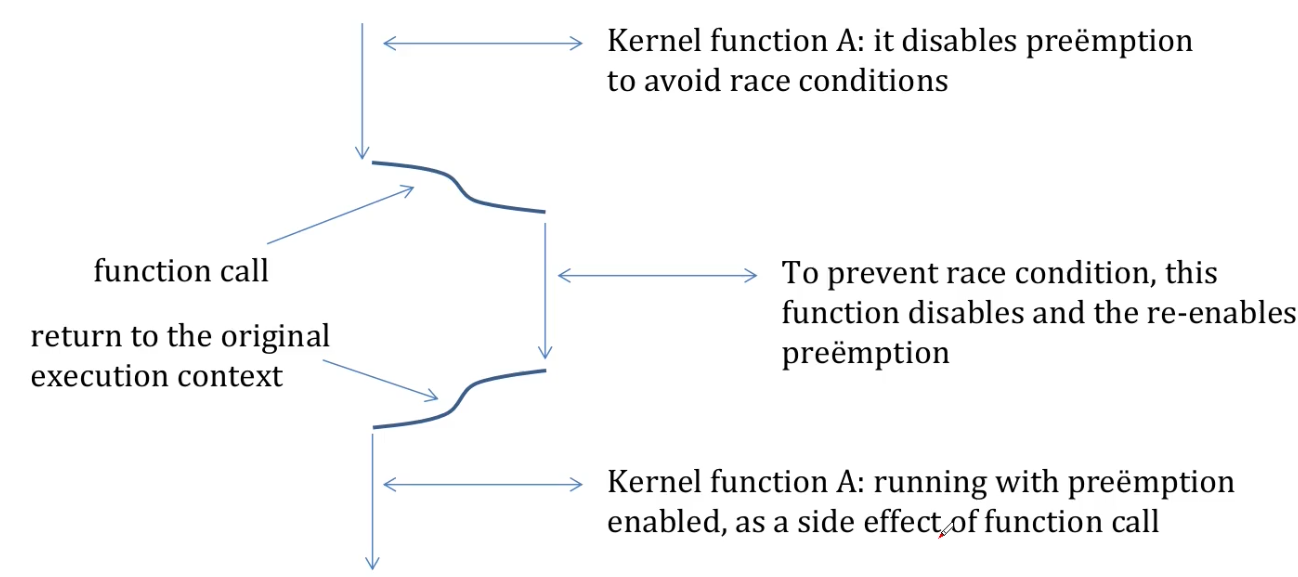 Kernel function A: it disables preëmption
to avoid race conditions
function call
To prevent race condition, this
function disables and the re-enables
preëmption
return to the original
execution context
Kernel function A: running with preëmption
enabled, as a side effect of function call